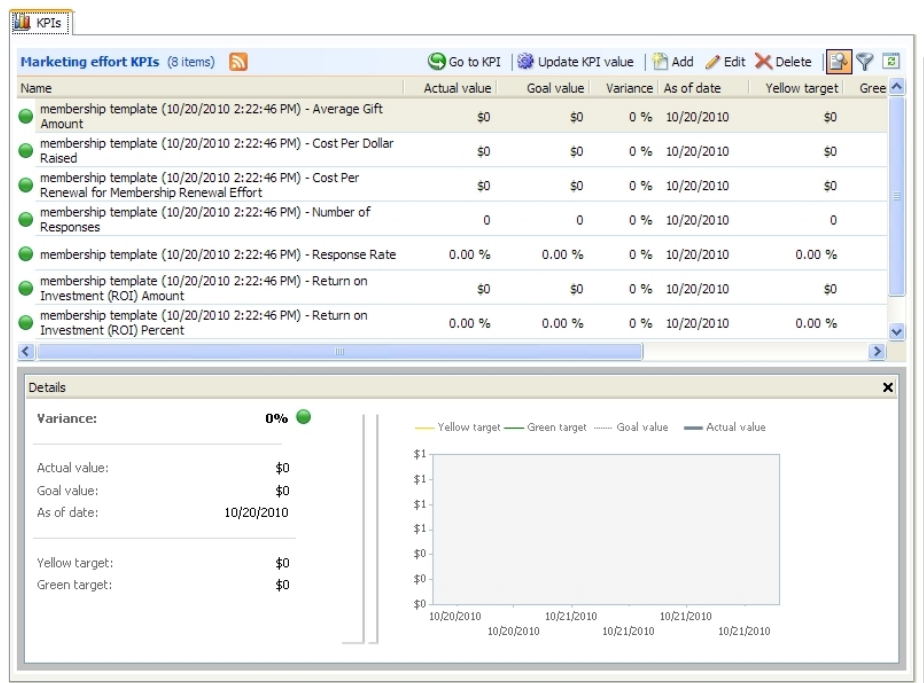 KPIs
Marketing effort KPIs (8 items) Go to KPI Update KPI value Add Edit Delete
Name Actual value Goal value Variance As of date Yellow target Gree
membership template (10/20/2010 2:22:46 PM) - Average Gift
Amount $0 $0 0 % 10/20/2010 $0
membership template (10/20/2010 2:22:46 PM) - Cost Per Dollar
Raised $0 $0 0 % 10/20/2010 $0
membership template (10/20/2010 2:22:46 PM) - Cost Per
Renewal for Membership Renewal Effort $0 $0 0 % 10/20/2010 $0
membership template (10/20/2010 2:22:46 PM) - Number of
Responses 0 0 0 % 10/20/2010 0
membership template (10/20/2010 2:22:46 PM) - Response Rate 0.00 % 0.00 % 0 % 10/20/2010 0.00 %
membership template (10/20/2010 2:22:46 PM) - Return on
Investment (ROI) Amount $0 $0 0 % 10/20/2010 $0
membership template (10/20/2010 2:22:46 PM) - Return on
Investment (ROI) Percent 0.00 % 0.00 % 0 % 10/20/2010 0.00 %
Details
Variance: 0%
Actual value: $0
Goal value: $0
As of date: 10/20/2010
Yellow target: $0
Green target: $0
Yellow target Green target Goal value Actual value
$1
$1
$1
$1
$0
$0
$0
10/20/2010 10/21/2010 10/21/2010
10/20/2010 10/21/2010 10/21/2010